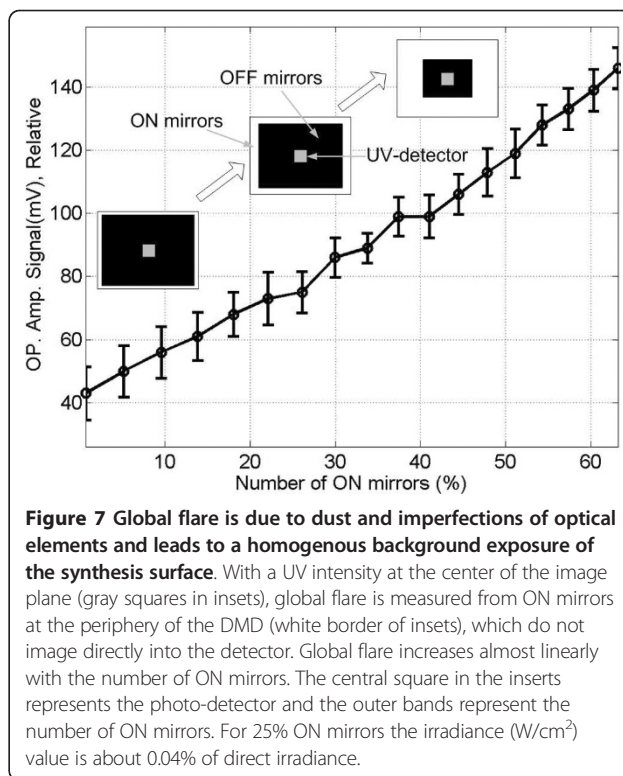 140
120
100
80
60
40
OP. Amp. Signal(mV), Relative
OFF mirrors
ON mirrors
UV-detector
10 20 30 40 50 60
Number of ON mirrors (%)
Figure 7 Global flare is due to dust and imperfections of optical
elements and leads to a homogenous background exposure of
the synthesis surface. With a UV intensity at the center of the image
plane (gray squares in insets), global flare is measured from ON mirrors
at the periphery of the DMD (white border of insets), which do not
image directly into the detector. Global flare increases almost linearly
with the number of ON mirrors. The central square in the inserts
represents the photo-detector and the outer bands represent the
number of ON mirrors. For 25% ON mirrors the irradiance (W/cm²)
value is about 0.04% of direct irradiance.